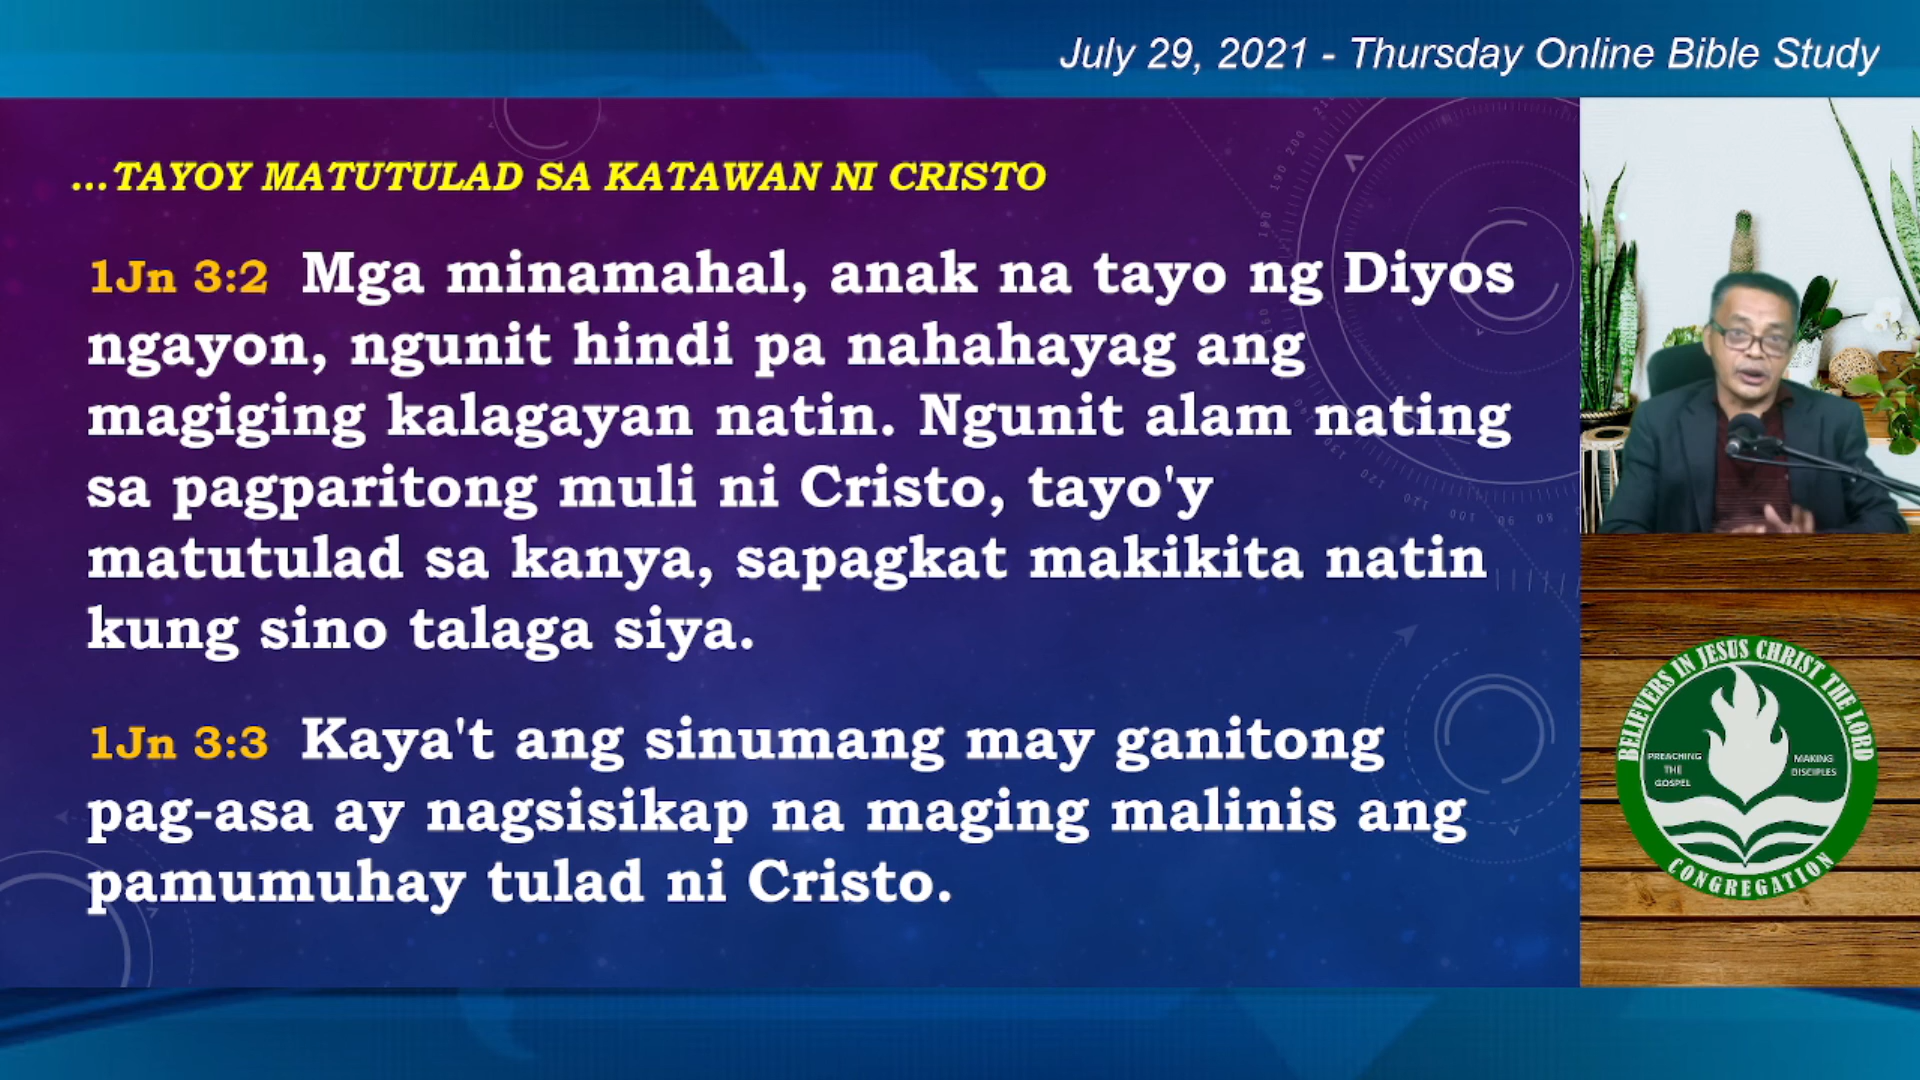 July 29, 2021 - Thursday Online Bible Study
...TAYOY MATUTULAD SA KATAWAN NI CRISTO
1Jn 3:2 Mga minamahal, anak na tayo ng Diyos
ngayon, ngunit hindi pa nahahayag ang
magiging kalagayan natin. Ngunit alam nating
sa pagparitong muli ni Cristo, tayo'y
matutulad sa kanya, sapagkat makikita natin
kung sino talaga siya.
1Jn 3:3 Kaya't ang sinumang may ganitong
pag-asa ay nagsisikap na maging malinis ang
pamumuhay tulad ni Cristo.
BELIEVERS IN JESUS CHRIST THE LORD
PREACHING
THE
GOSPEL
MAKING
DISCIPLES
CONGREGATION